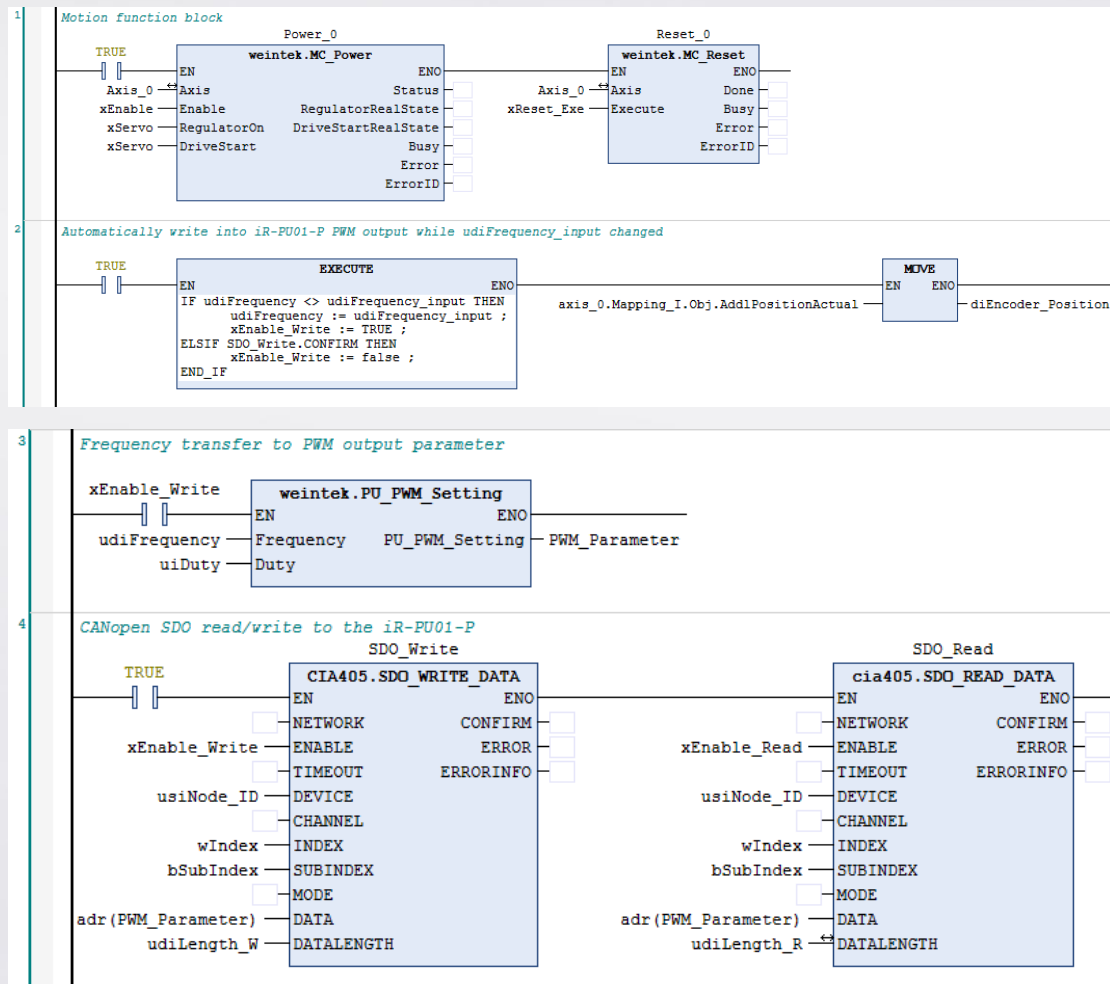 1
Motion function block
Power_0
Reset_0
TRUE
weintek.MC_Power
weintek.MC_Reset
EN ENO
EN ENO
Axis_0 Axis Status
Axis_0 Axis Done
xEnable Enable RegulatorRealState
xReset_Exe Execute Busy
xServo RegulatorOn DriveStartRealState
Error
xServo DriveStart Busy
ErrorID
Error
ErrorID
2
Automatically write into iR-PU01-P PWM output while udiFrequency_input changed
TRUE
EXECUTE
MOVE
EN ENO
EN ENO
IF udiFrequency <> udiFrequency_input THEN
udiFrequency := udiFrequency_input ;
xEnable_Write := TRUE ;
ELSIF SDO_Write.CONFIRM THEN
xEnable_Write := false ;
END_IF
axis_0.Mapping_I.Obj.AddlPositionActual
diEncoder_Position
3
Frequency transfer to PWM output parameter
xEnable_Write
weintek.PU_PWM_Setting
EN ENO
udiFrequency Frequency PU_PWM_Setting PWM_Parameter
uiDuty Duty
4
CANopen SDO read/write to the iR-PU01-P
SDO_Write
SDO_Read
TRUE
CIA405.SDO_WRITE_DATA
cia405.SDO_READ_DATA
EN ENO
EN ENO
NETWORK CONFIRM
NETWORK CONFIRM
xEnable_Write ENABLE ERROR
xEnable_Read ENABLE ERROR
TIMEOUT ERRORINFO
TIMEOUT ERRORINFO
usiNode_ID DEVICE
usiNode_ID DEVICE
CHANNEL
CHANNEL
wIndex INDEX
wIndex INDEX
bSubIndex SUBINDEX
bSubIndex SUBINDEX
MODE
MODE
adr(PWM_Parameter) DATA
adr(PWM_Parameter) DATA
udiLength_W DATALENGTH
udiLength_R DATALENGTH